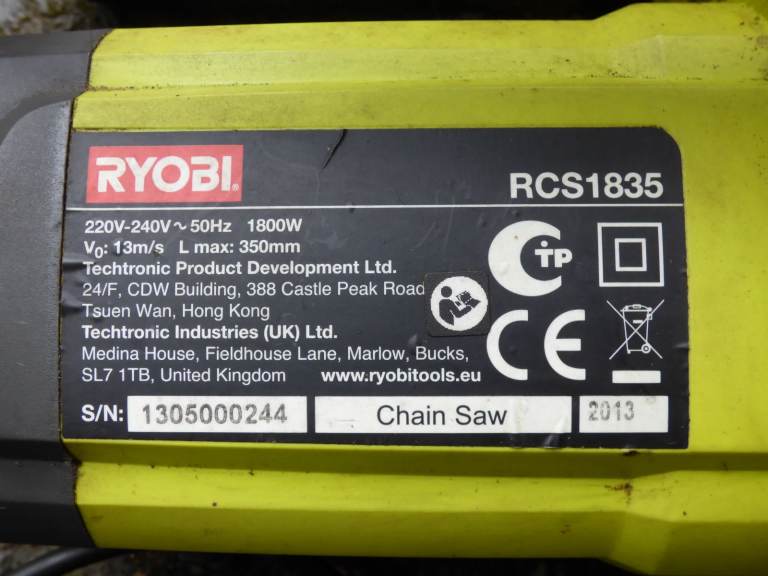 RYOBI
RCS1835
220V-240V ~ 50Hz 1800W
V0: 13m/s L max: 350mm
Techtronic Product Development Ltd.
24/F, CDW Building, 388 Castle Peak Road
Tsuen Wan, Hong Kong
Techtronic Industries (UK) Ltd.
Medina House, Fieldhouse Lane, Marlow, Bucks,
SL7 1TB, United Kingdom www.ryobitools.eu
CTP
CE
S/N: 1305000244 Chain Saw 2013